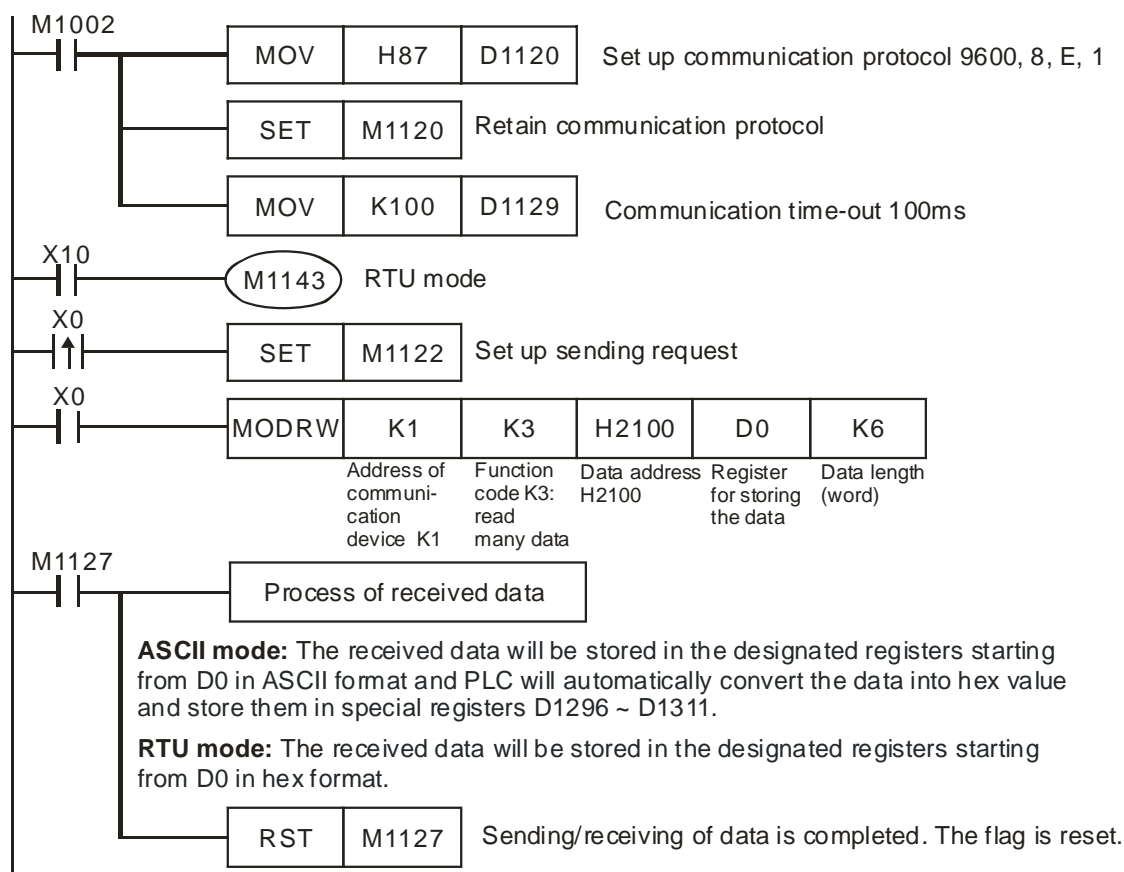 M1002
MOV H87 D1120 Set up communication protocol 9600, 8, E, 1
SET M1120 Retain communication protocol
MOV K100 D1129 Communication time-out 100ms
X10
M1143 RTU mode
X0
SET M1122 Set up sending request
X0
MODRW K1 K3 H2100 D0 K6
Address of
communi-
cation
device K1
Function
code K3:
read
many data
Data address
H2100
Register
for storing
the data
Data length
(word)
M1127
Process of received data
ASCII mode: The received data will be stored in the designated registers starting
from D0 in ASCII format and PLC will automatically convert the data into hex value
and store them in special registers D1296 ~ D1311.
RTU mode: The received data will be stored in the designated registers starting
from D0 in hex format.
RST M1127 Sending/receiving of data is completed. The flag is reset.